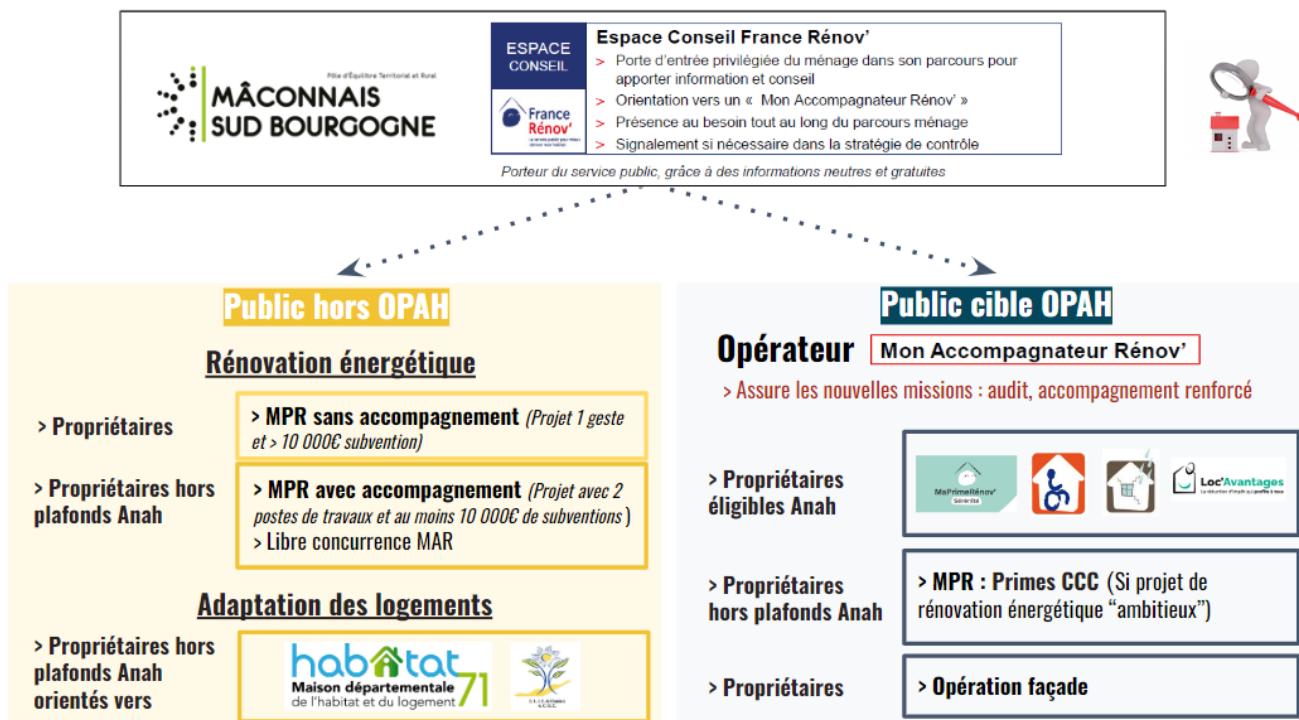 Pôle d'Équilibre Territorial et Rural
MÂCONNAIS
SUD BOURGOGNE
ESPACE
CONSEIL
France
Rénov'
Espace Conseil France Rénov'
> Porte d'entrée privilégiée du ménage dans son parcours pour
apporter information et conseil
> Orientation vers un « Mon Accompagnateur Rénov' »
> Présence au besoin tout au long du parcours ménage
> Signalement si nécessaire dans la stratégie de contrôle
Porteur du service public, grâce à des informations neutres et gratuites
Public hors OPAH
Rénovation énergétique
> Propriétaires
> MPR sans accompagnement (Projet 1 geste
et > 10 000€ subvention)
> Propriétaires hors
plafonds Anah
> MPR avec accompagnement (Projet avec 2
postes de travaux et au moins 10 000€ de subventions )
> Libre concurrence MAR
Adaptation des logements
> Propriétaires hors
plafonds Anah
orientés vers
habitat
71
Maison départementale
de l'habitat et du logement
Public cible OPAH
Opérateur
Mon Accompagnateur Rénov'
> Assure les nouvelles missions : audit, accompagnement renforcé
> Propriétaires
éligibles Anah
MaPrimeRénov'
Sérénité
Loc'Avantages
> Propriétaires
hors plafonds Anah
> MPR : Primes CCC (Si projet de
rénovation énergétique “ambitieux”)
> Propriétaires
> Opération façade